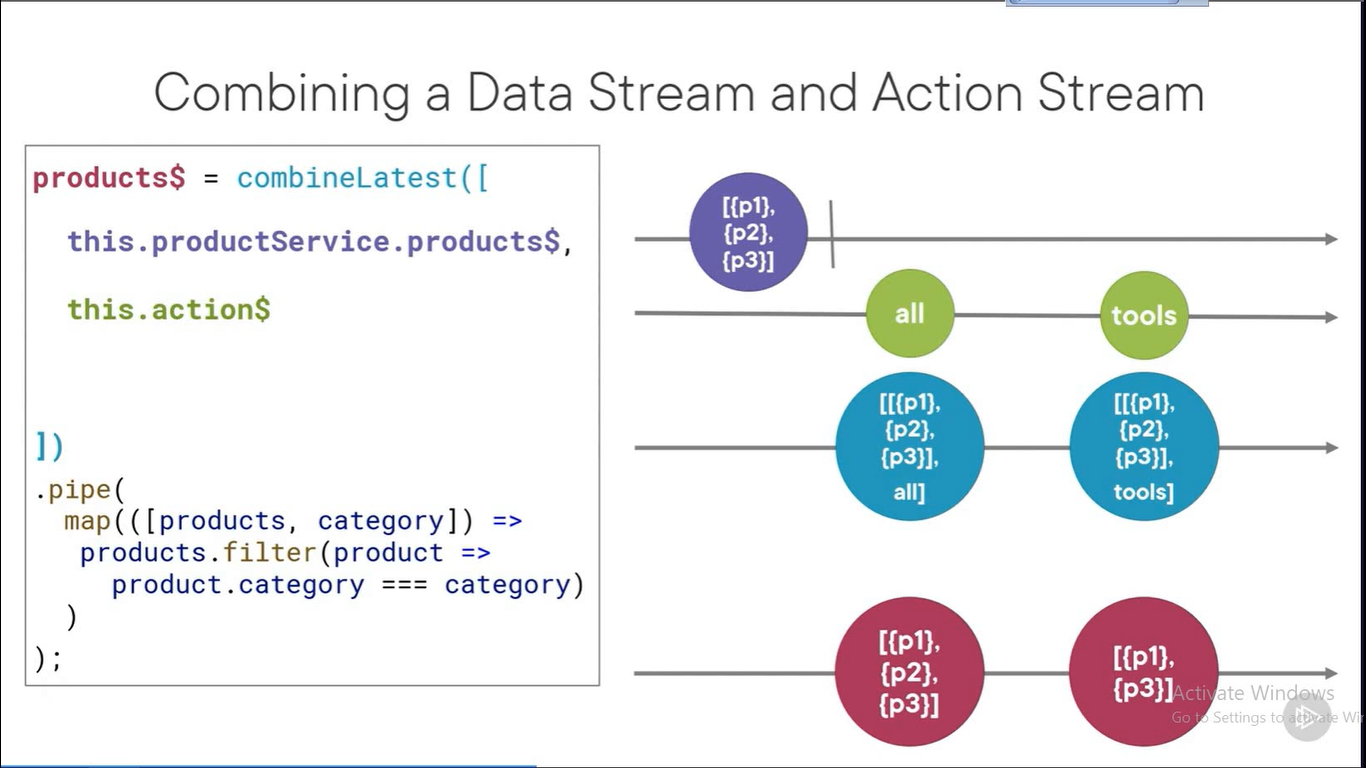 Combining a Data Stream and Action Stream
products$ = combineLatest([
this.productService.products$,
this.action$
])
.pipe(
map(([products, category]) =>
products.filter(product =>
product.category === category)
)
);
[{p1},
{p2},
{p3}]
all
tools
[[{p1},
{p2},
{p3}],
all]
[[{p1},
{p2},
{p3}],
tools]
[{p1},
{p2},
{p3}]
[{p1},
{p3}]
Activate Windows
Go to Settings to activate Wi